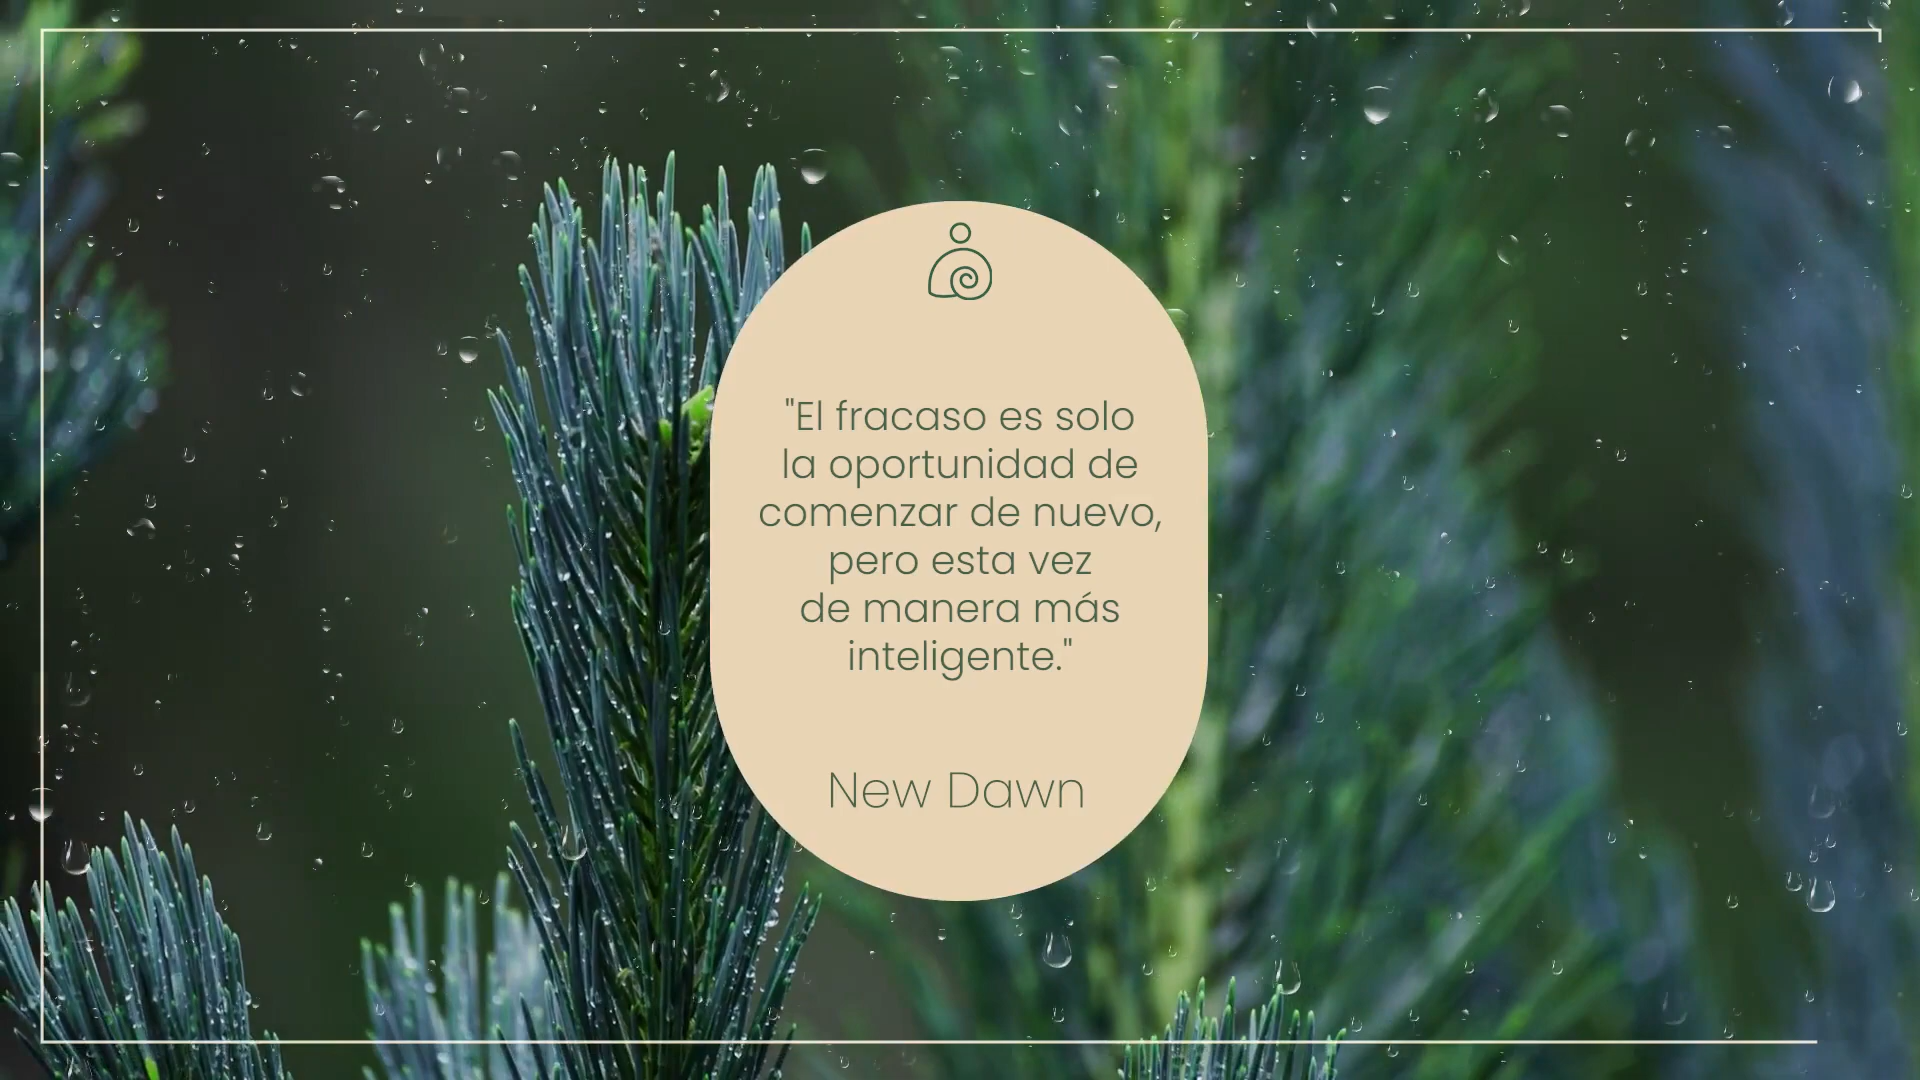 "El fracaso es solo
la oportunidad de
comenzar de nuevo,
pero esta vez
de manera más
inteligente."
New Dawn